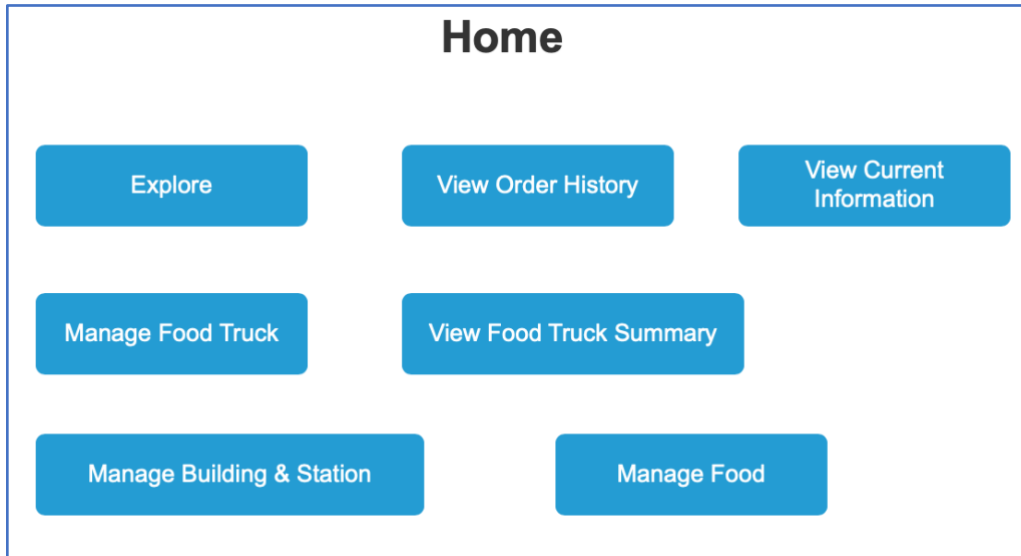 Home
Explore
View Order History
View Current
Information
Manage Food Truck
View Food Truck Summary
Manage Building & Station
Manage Food